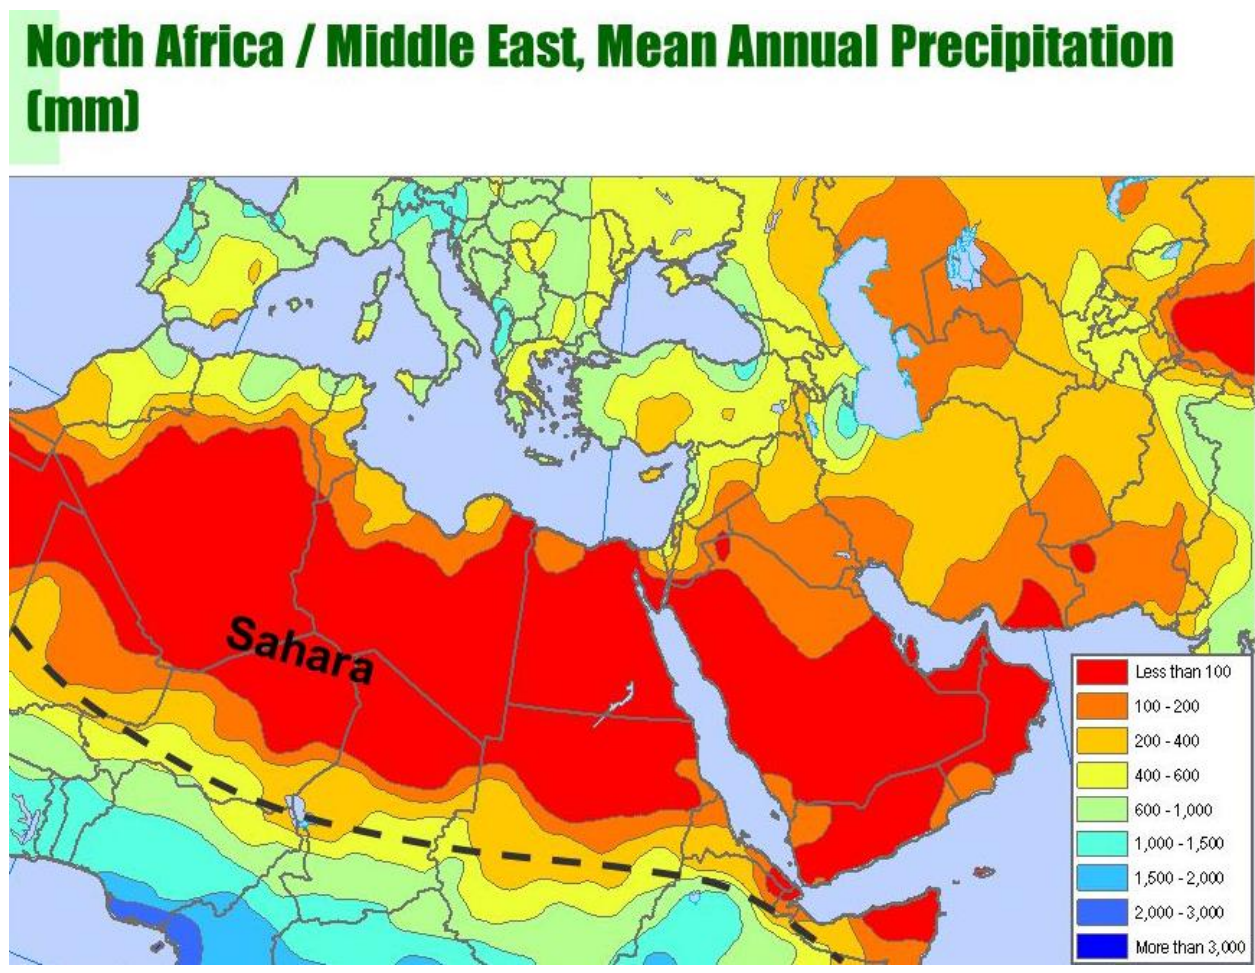 North Africa / Middle East, Mean Annual Precipitation
(mm)
Sahara
Less than 100
100 - 200
200 - 400
400 - 600
600 - 1,000
1,000 - 1,500
1,500 - 2,000
2,000 - 3,000
More than 3,000